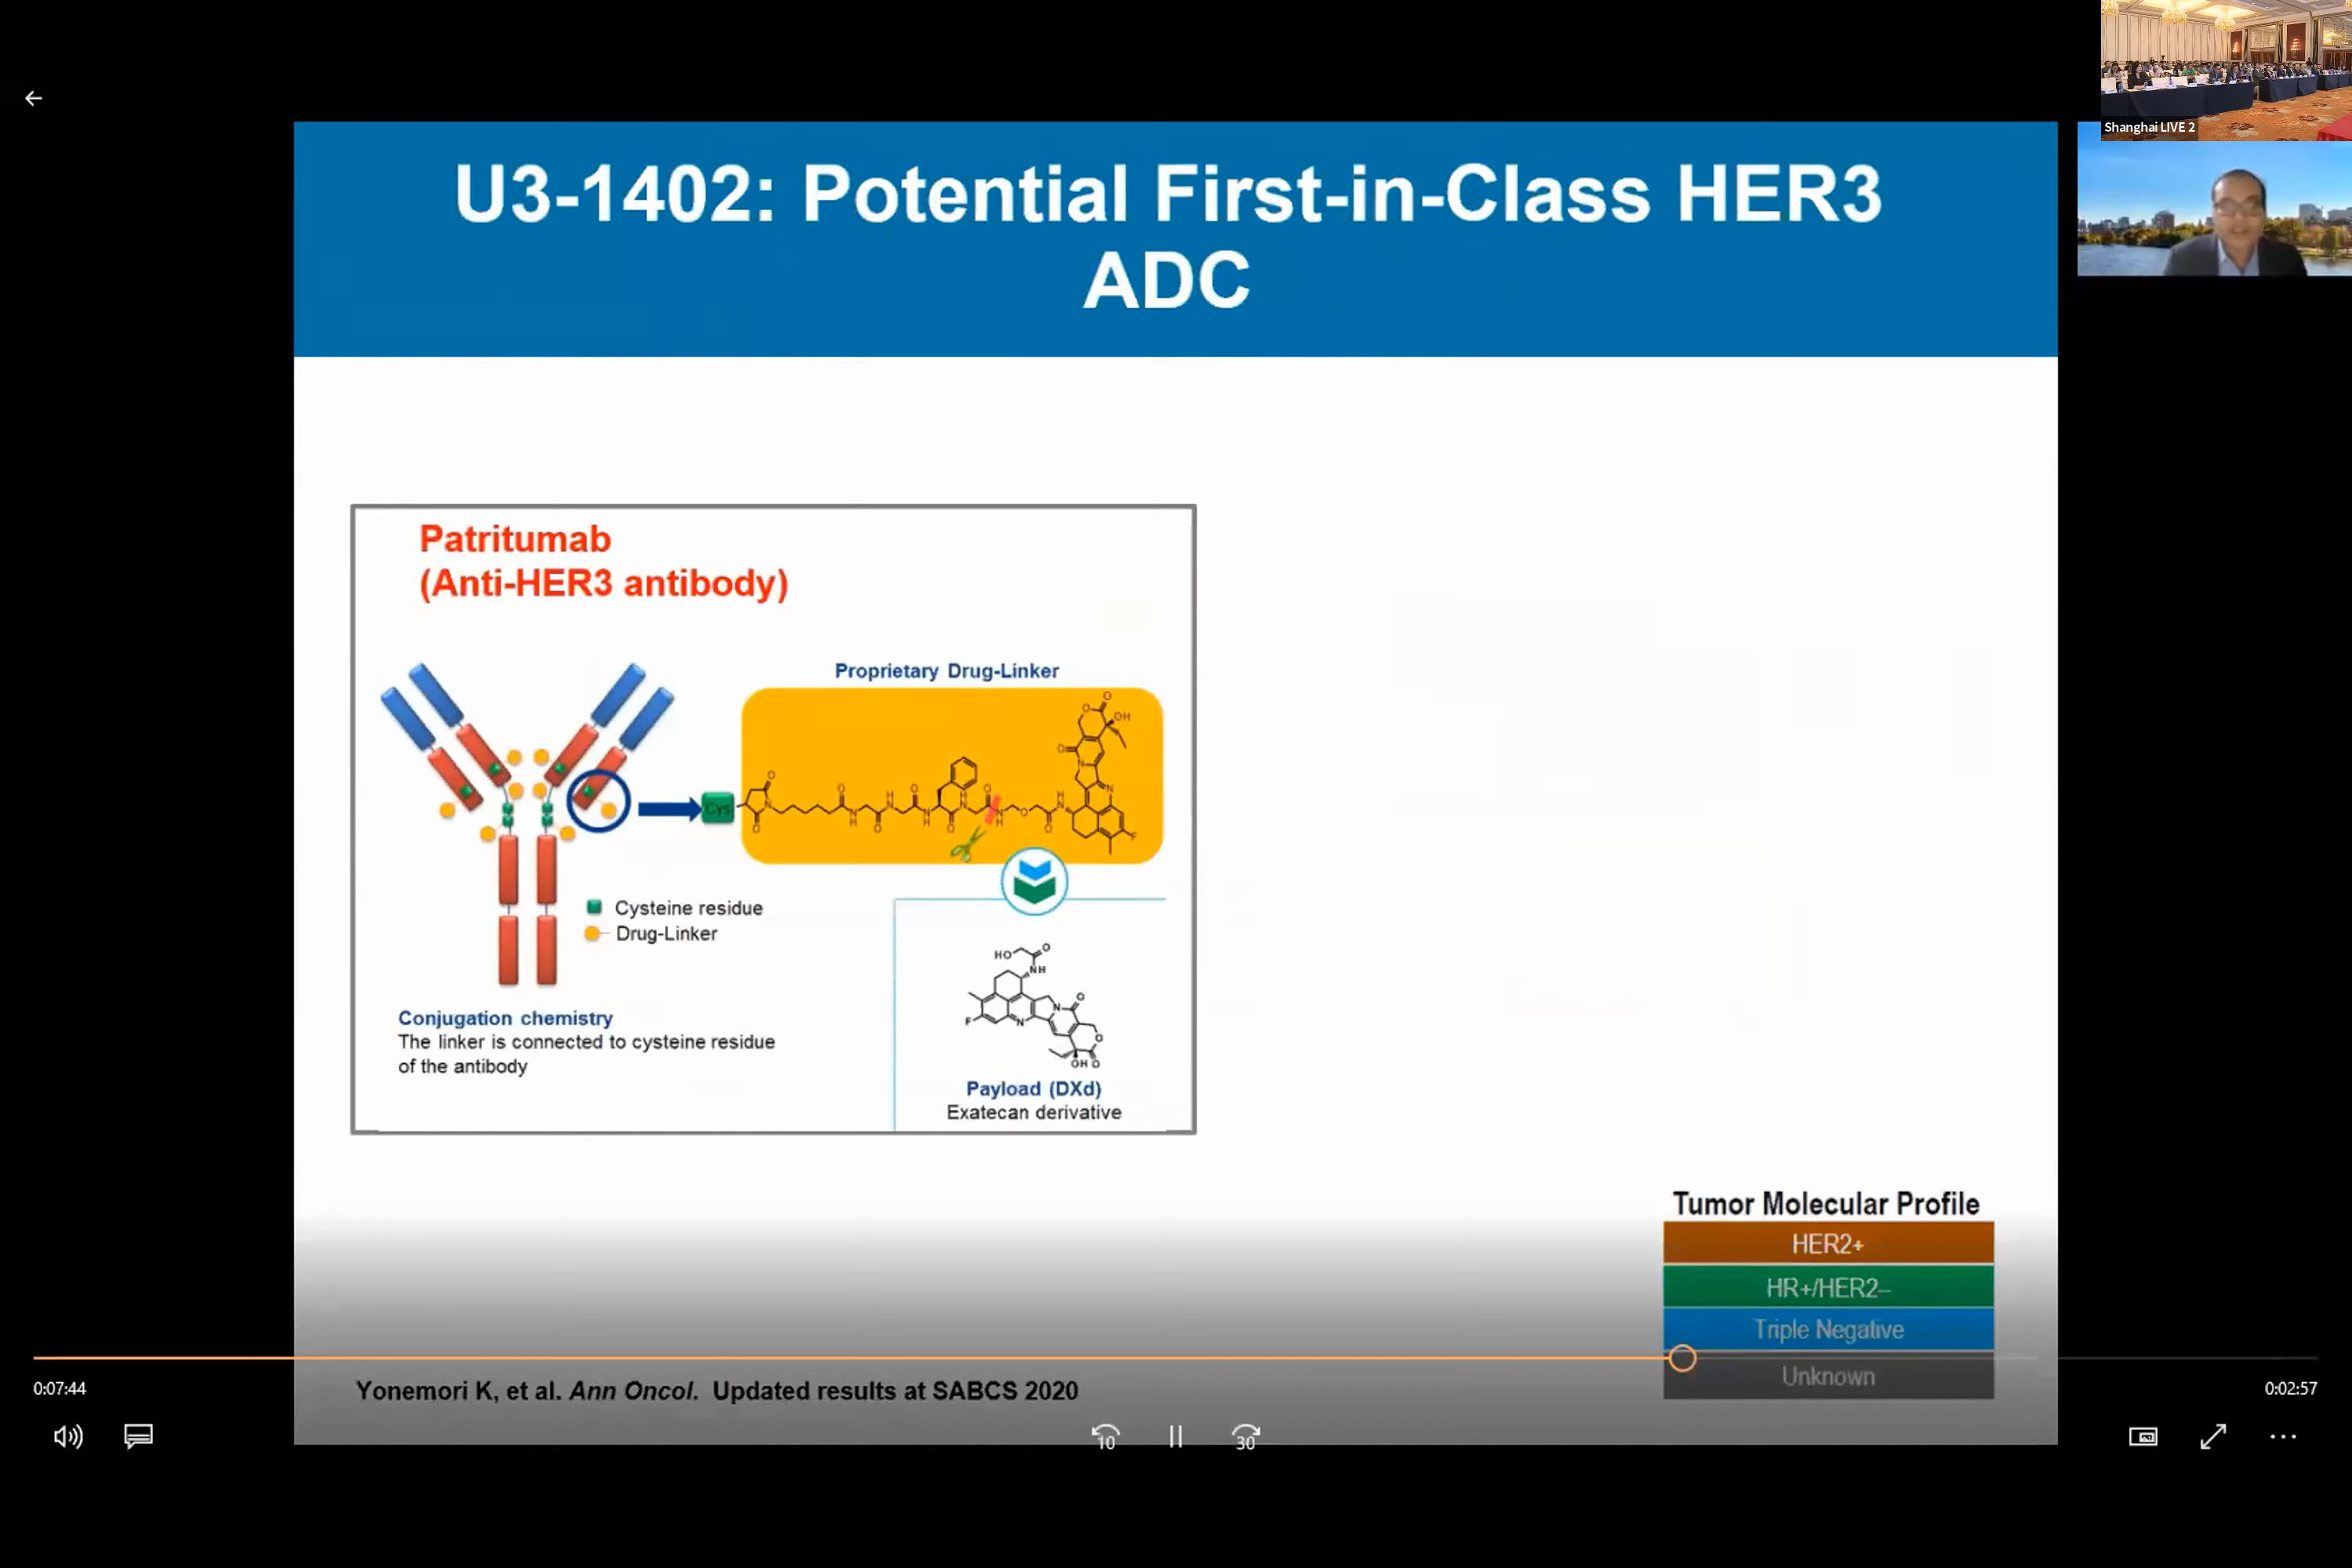 Shanghai LIVE 2
U3-1402: Potential First-in-Class HER3
ADC
Patritumab
(Anti-HER3 antibody)
Proprietary Drug-Linker
Cys
Cysteine residue
Drug-Linker
Conjugation chemistry
The linker is connected to cysteine residue
of the antibody
Payload (DXd)
Exatecan derivative
Tumor Molecular Profile
HER2+
HR+/HER2–
Triple Negative
Unknown
Yonemori K, et al. Ann Oncol. Updated results at SABCS 2020
0:07:44
0:02:57
10
30